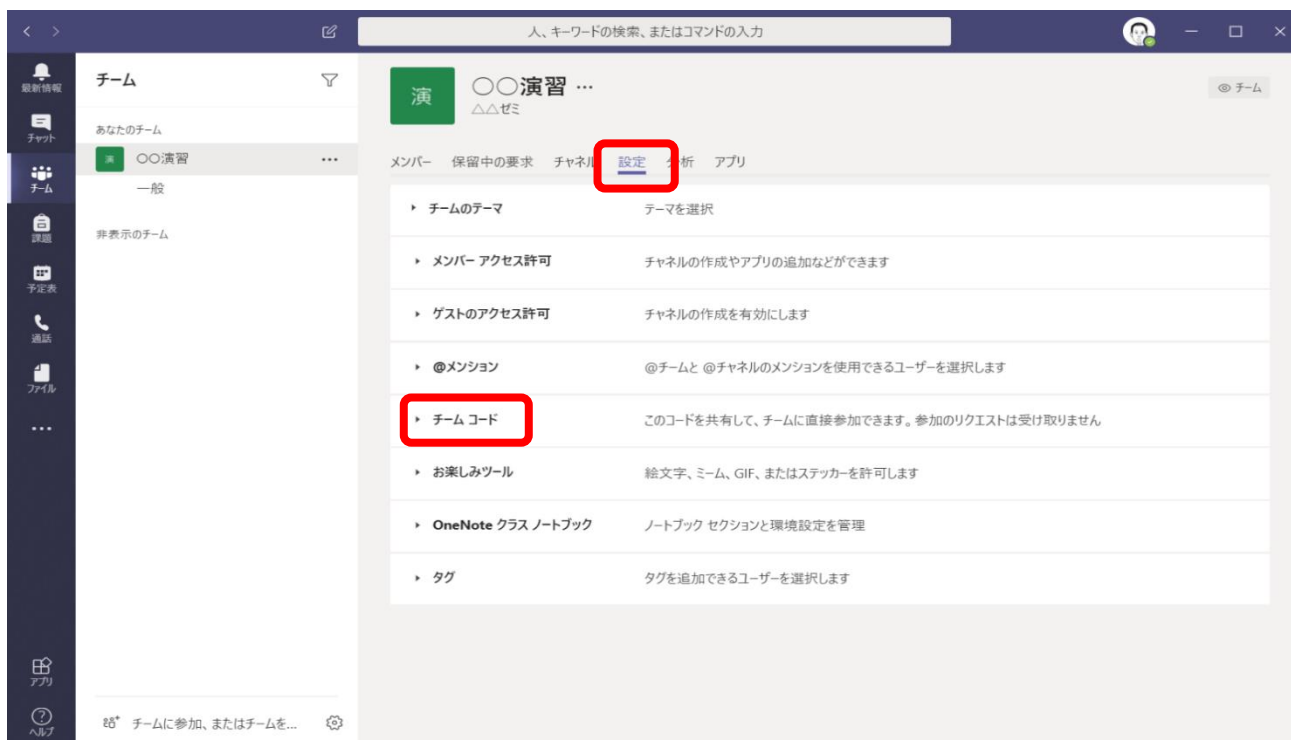 人、キーワードの検索、またはコマンドの入力
最新情報
チャット
チーム
課題
予定表
通話
ファイル
アプリ
ヘルプ
チーム
あなたのチーム
演 〇〇演習 ...
一般
非表示のチーム
チームに参加、またはチームを...
演
〇〇演習 ...
△△ゼミ
チーム
メンバー 保留中の要求 チャネル 設定 分析 アプリ
チームのテーマ テーマを選択
メンバー アクセス許可 チャネルの作成やアプリの追加などができます
ゲストのアクセス許可 チャネルの作成を有効にします
@メンション @チームと @チャネルのメンションを使用できるユーザーを選択します
チーム コード このコードを共有して、チームに直接参加できます。参加のリクエストは受け取りません
お楽しみツール 絵文字、ミーム、GIF、またはステッカーを許可します
OneNote クラス ノートブック ノートブック セクションと環境設定を管理
タグ タグを追加できるユーザーを選択します